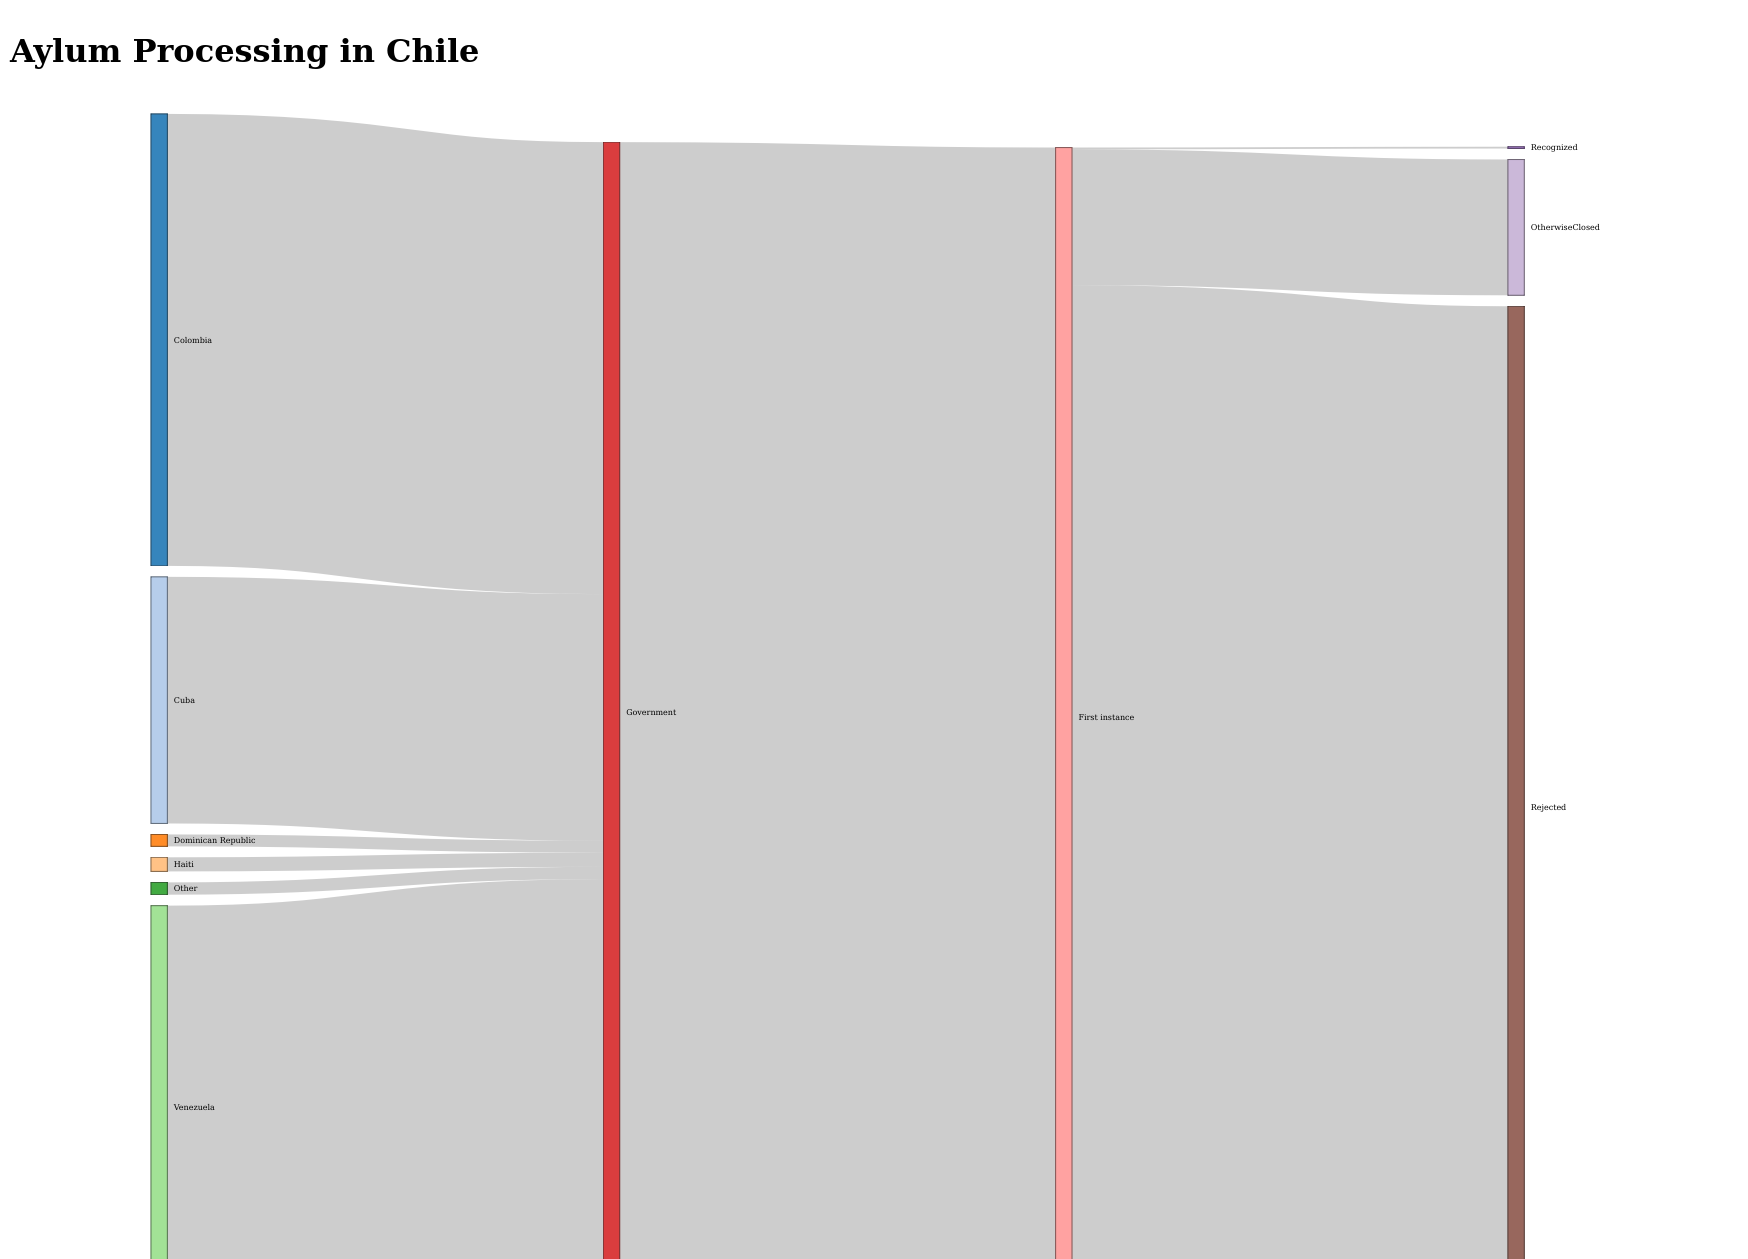 Aylum Processing in Chile
Recognized
OtherwiseClosed
Colombia
Cuba
Government
First instance
Rejected
Dominican Republic
Haiti
Other
Venezuela